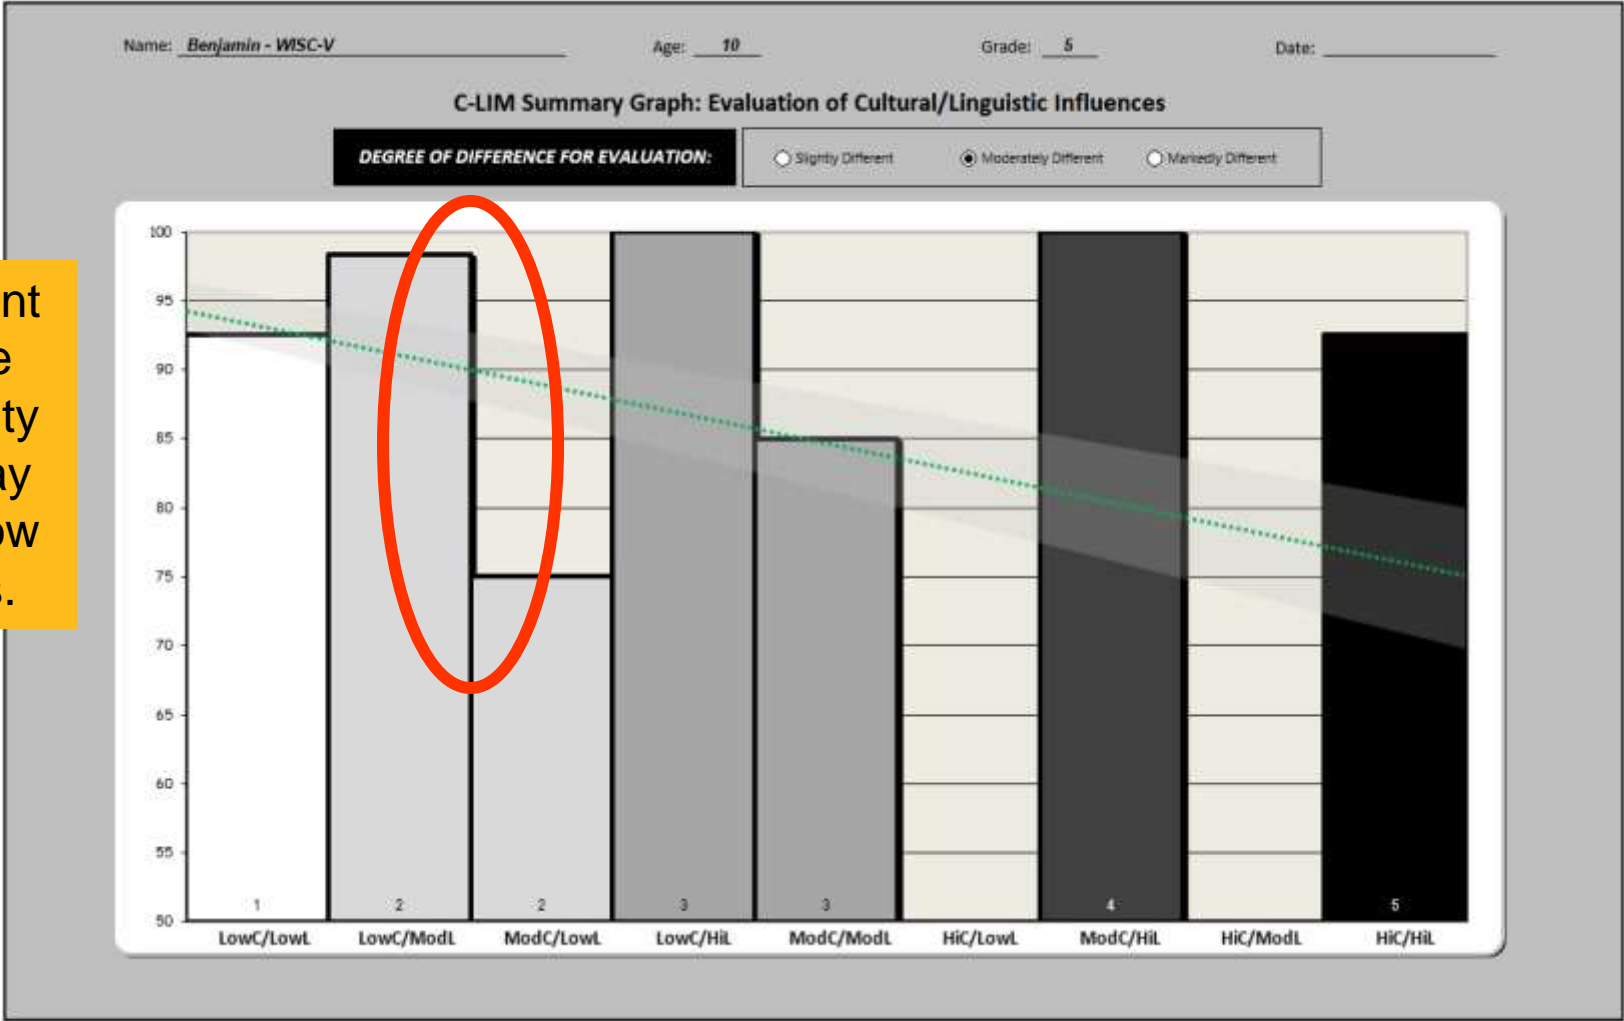 Name: Benjamin - WISC-V Age: 10 Grade: 5 Date:
C-LIM Summary Graph: Evaluation of Cultural/Linguistic Influences
DEGREE OF DIFFERENCE FOR EVALUATION: Slightly Different Moderately Different Markedly Different
nt
e
ty
ay
ow
s.
100
95
90
85
80
75
70
65
60
55
50
1 2 2 3 3 4 5
LowC/LowL LowC/ModL ModC/LowL LowC/HiL ModC/ModL HiC/LowL ModC/HiL HiC/ModL HiC/HiL